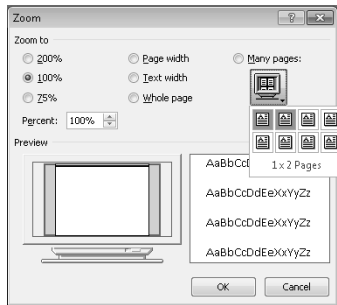 Zoom
Zoom to
200%
Page width
Many pages:
100%
Text width
75%
Whole page
Percent: 100%
Preview
1 x 2 Pages
AaBbCcD
AaBbCcDdEeXxYyZz
AaBbCcDdEeXxYyZz
AaBbCcDdEeXxYyZz
OK
Cancel